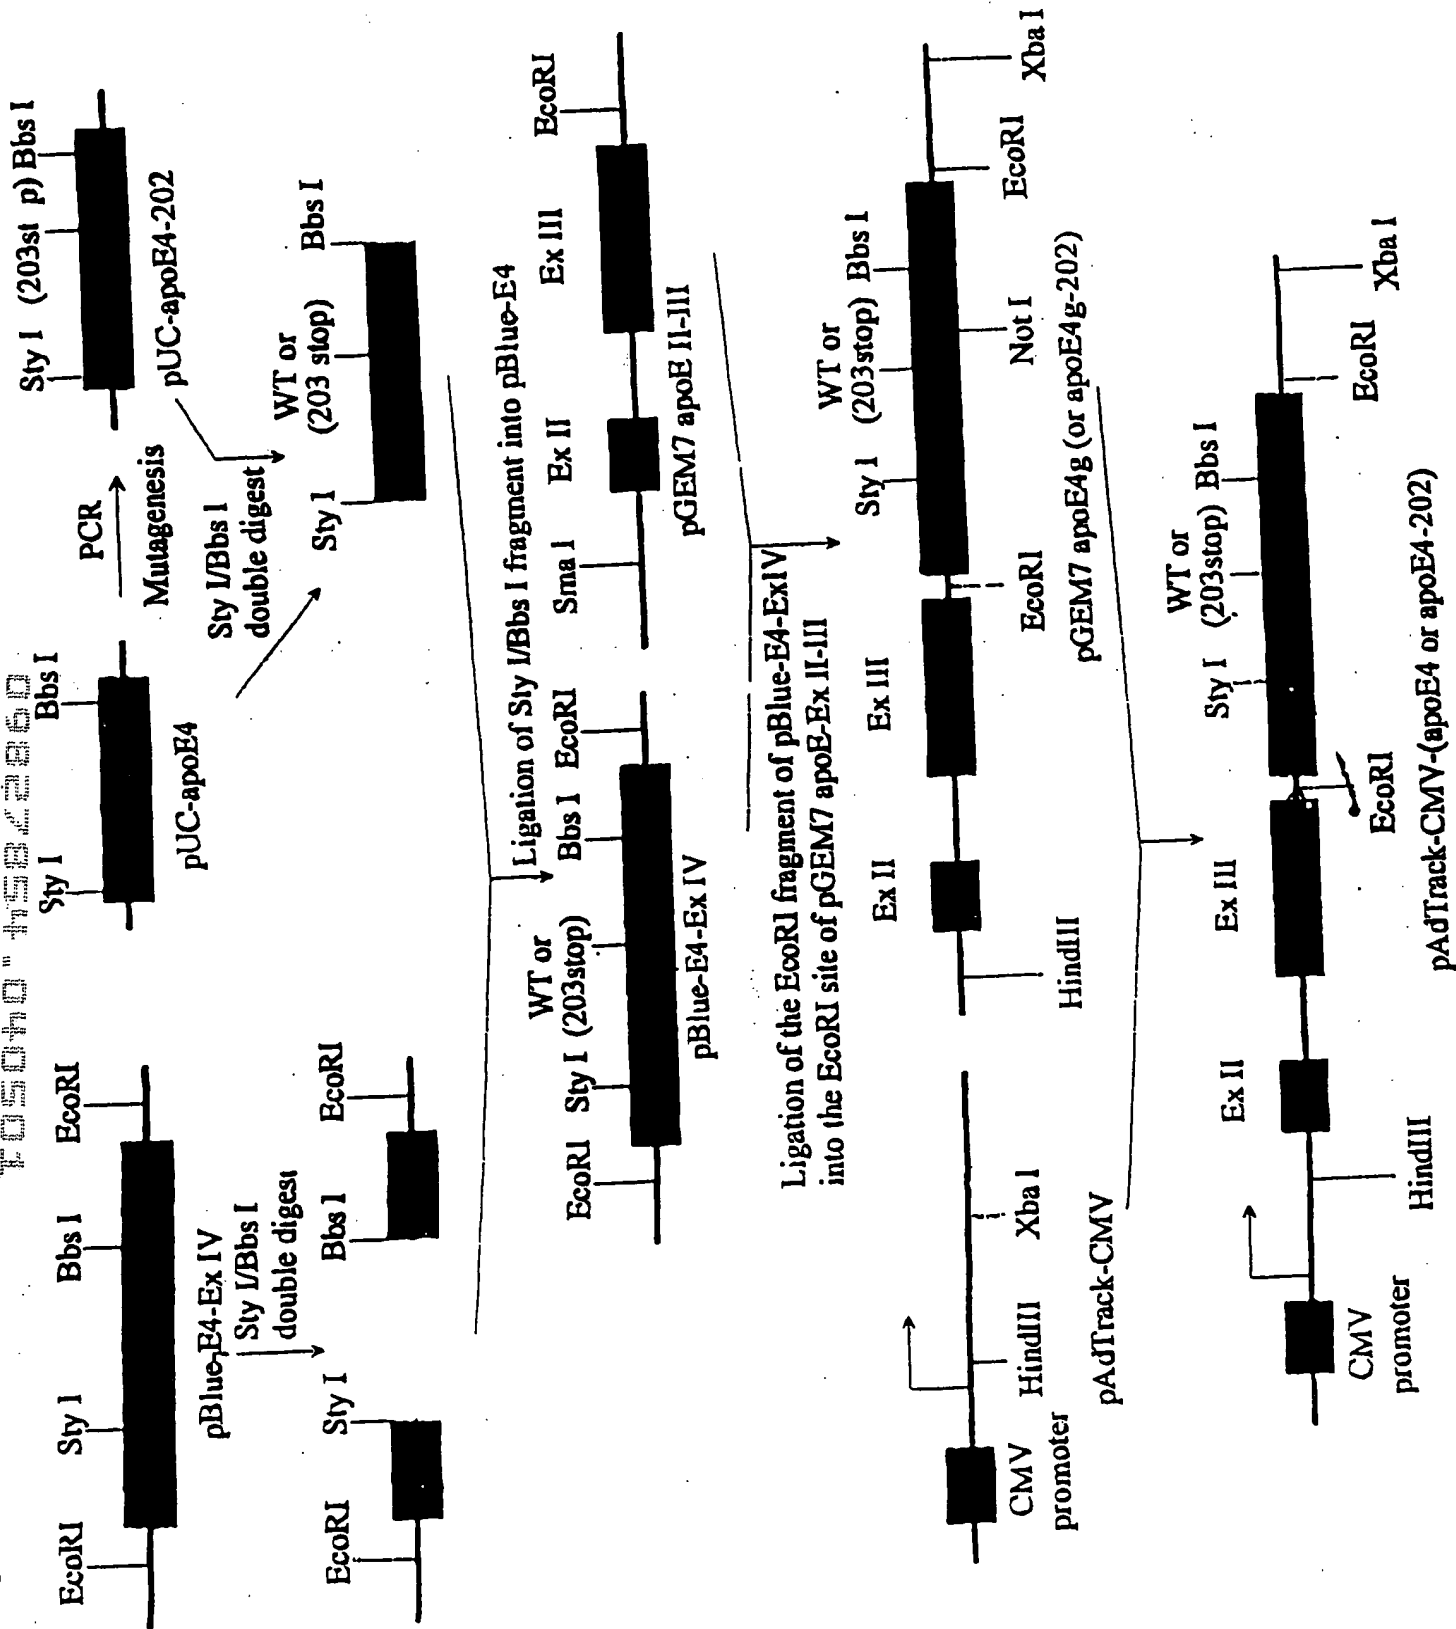 EcoRI Sty I Bbs I EcoRI
Sty I Bbs I
Sty I (203st p) Bbs I
pBlue-E4-Ex IV
pUC-apoE4
PCR
Mutagenesis
pUC-apoE4-202
Sty I/Bbs I
double digest
Sty I/Bbs I
double digest
EcoRI Sty I Bbs I EcoRI
WT or
Sty I (203 stop) Bbs I
Ligation of Sty I/Bbs I fragment into pBlue-E4
WT or
EcoRI Sty I (203stop) Bbs I EcoRI
pBlue-E4-Ex IV
Sma I Ex II Ex III EcoRI
pGEM7 apoE II-III
Ligation of the EcoRI fragment of pBlue-E4-ExIV
into the EcoRI site of pGEM7 apoE-Ex II-III
CMV
promoter
HindIII Xba I
pAdTrack-CMV
Ex II Ex III
WT or
Sty I (203stop) Bbs I
HindIII EcoRI Not I EcoRI Xba I
pGEM7 apoE4g (or apoE4g-202)
Ex II Ex III
WT or
Sty I (203stop) Bbs I
CMV
promoter
HindIII EcoRI EcoRI Xba I
pAdTrack-CMV-(apoE4 or apoE4-202)